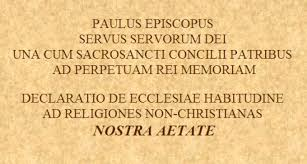 PAULUS EPISCOPUS
SERVUS SERVORUM DEI
UNA CUM SACROSANCTI CONCILII PATRIBUS
AD PERPETUAM REI MEMORIAM
DECLARATIO DE ECCLESIAE HABITUDINE
AD RELIGIONES NON-CHRISTIANAS
NOSTRA AETATE